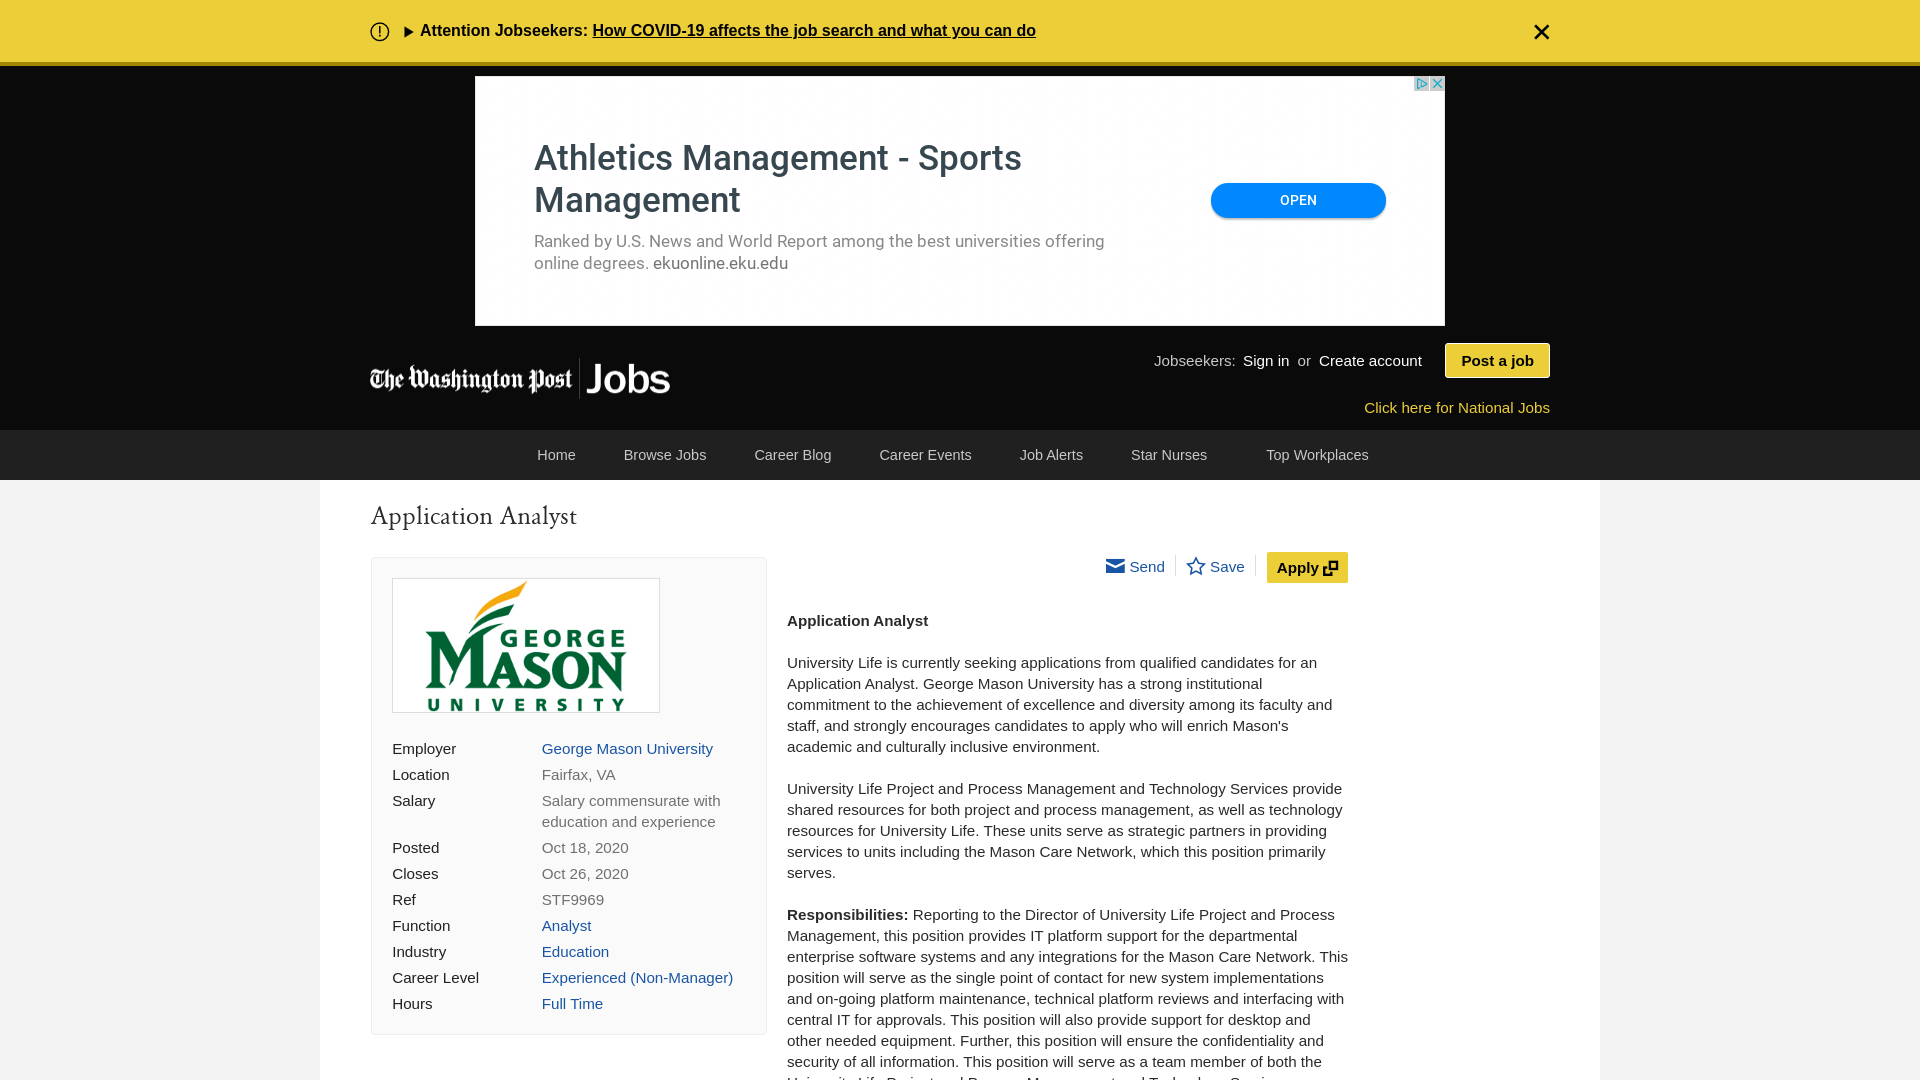 Attention Jobseekers: How COVID-19 affects the job search and what you can do
Athletics Management - Sports
Management
Ranked by U.S. News and World Report among the best universities offering
online degrees. ekuonline.eku.edu
OPEN
The Washington Post Jobs
Jobseekers: Sign in or Create account
Post a job
Click here for National Jobs
Home Browse Jobs Career Blog Career Events Job Alerts Star Nurses Top Workplaces
Application Analyst
GEORGE
MASON
UNIVERSITY
Employer George Mason University
Location Fairfax, VA
Salary Salary commensurate with
education and experience
Posted Oct 18, 2020
Closes Oct 26, 2020
Ref STF9969
Function Analyst
Industry Education
Career Level Experienced (Non-Manager)
Hours Full Time
Send Save Apply
Application Analyst
University Life is currently seeking applications from qualified candidates for an
Application Analyst. George Mason University has a strong institutional
commitment to the achievement of excellence and diversity among its faculty and
staff, and strongly encourages candidates to apply who will enrich Mason's
academic and culturally inclusive environment.
University Life Project and Process Management and Technology Services provide
shared resources for both project and process management, as well as technology
resources for University Life. These units serve as strategic partners in providing
services to units including the Mason Care Network, which this position primarily
serves.
Responsibilities: Reporting to the Director of University Life Project and Process
Management, this position provides IT platform support for the departmental
enterprise software systems and any integrations for the Mason Care Network. This
position will serve as the single point of contact for new system implementations
and on-going platform maintenance, technical platform reviews and interfacing with
central IT for approvals. This position will also provide support for desktop and
other needed equipment. Further, this position will ensure the confidentiality and
security of all information. This position will serve as a team member of both the